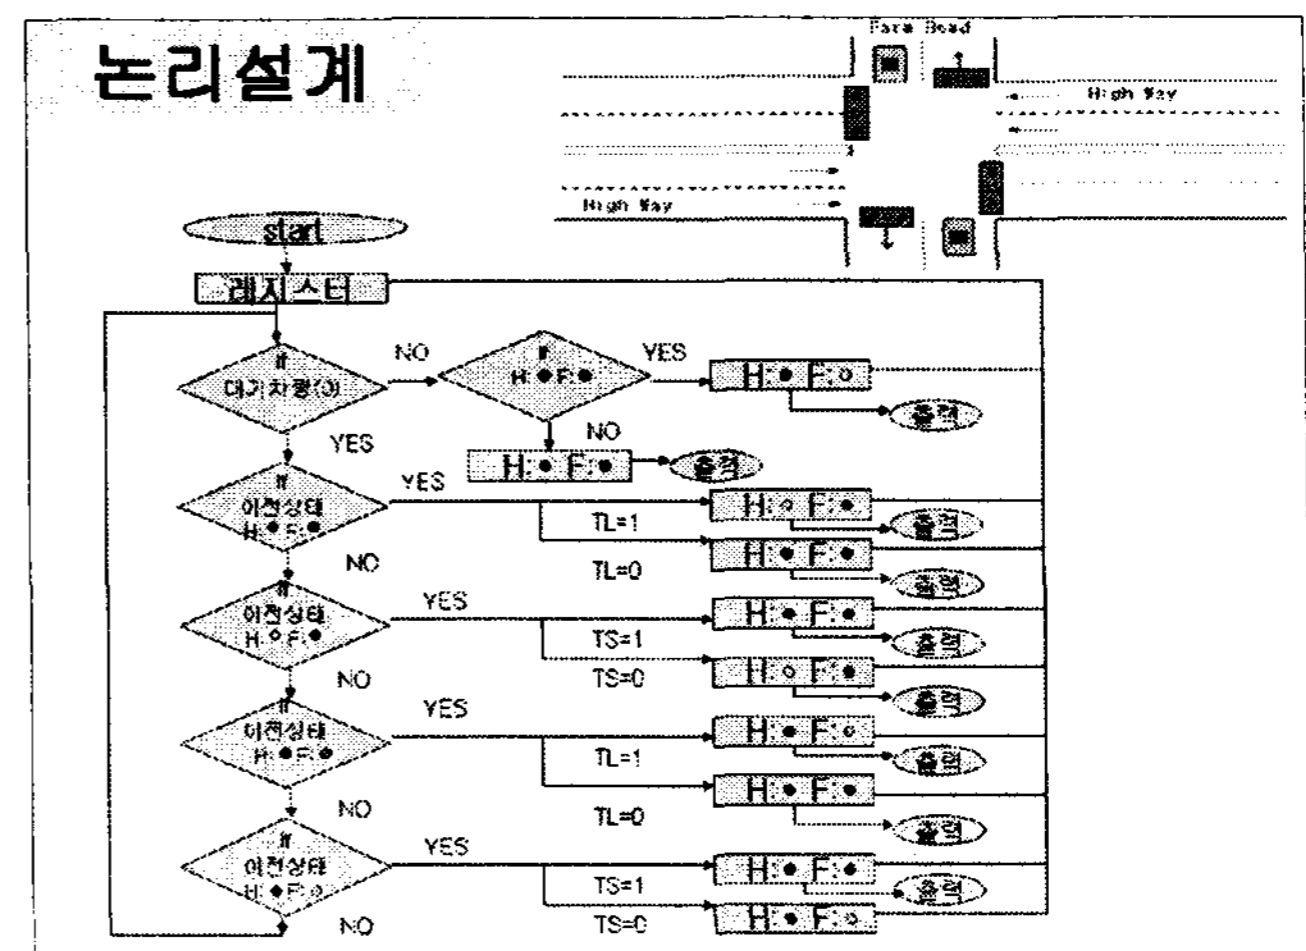 논리설계
Farm Road
High Way
High Way
start
레지스터
If
대기차량(0)
NO
If
H:●F:●
YES
H:● F:○
출력
YES
NO
H:● F:●
출력
If
이전상태
H:●F:●
YES
TL=1
TL=0
H:○ F:●
출력
H:● F:●
출력
NO
If
이전상태
H:○F:●
YES
TS=1
TS=0
H:● F:●
출력
H:○ F:●
출력
NO
If
이전상태
H:●F:●
YES
TL=1
TL=0
H:● F:○
출력
H:● F:●
출력
NO
If
이전상태
H:●F:○
YES
TS=1
TS=0
H:● F:●
출력
H:● F:○
NO